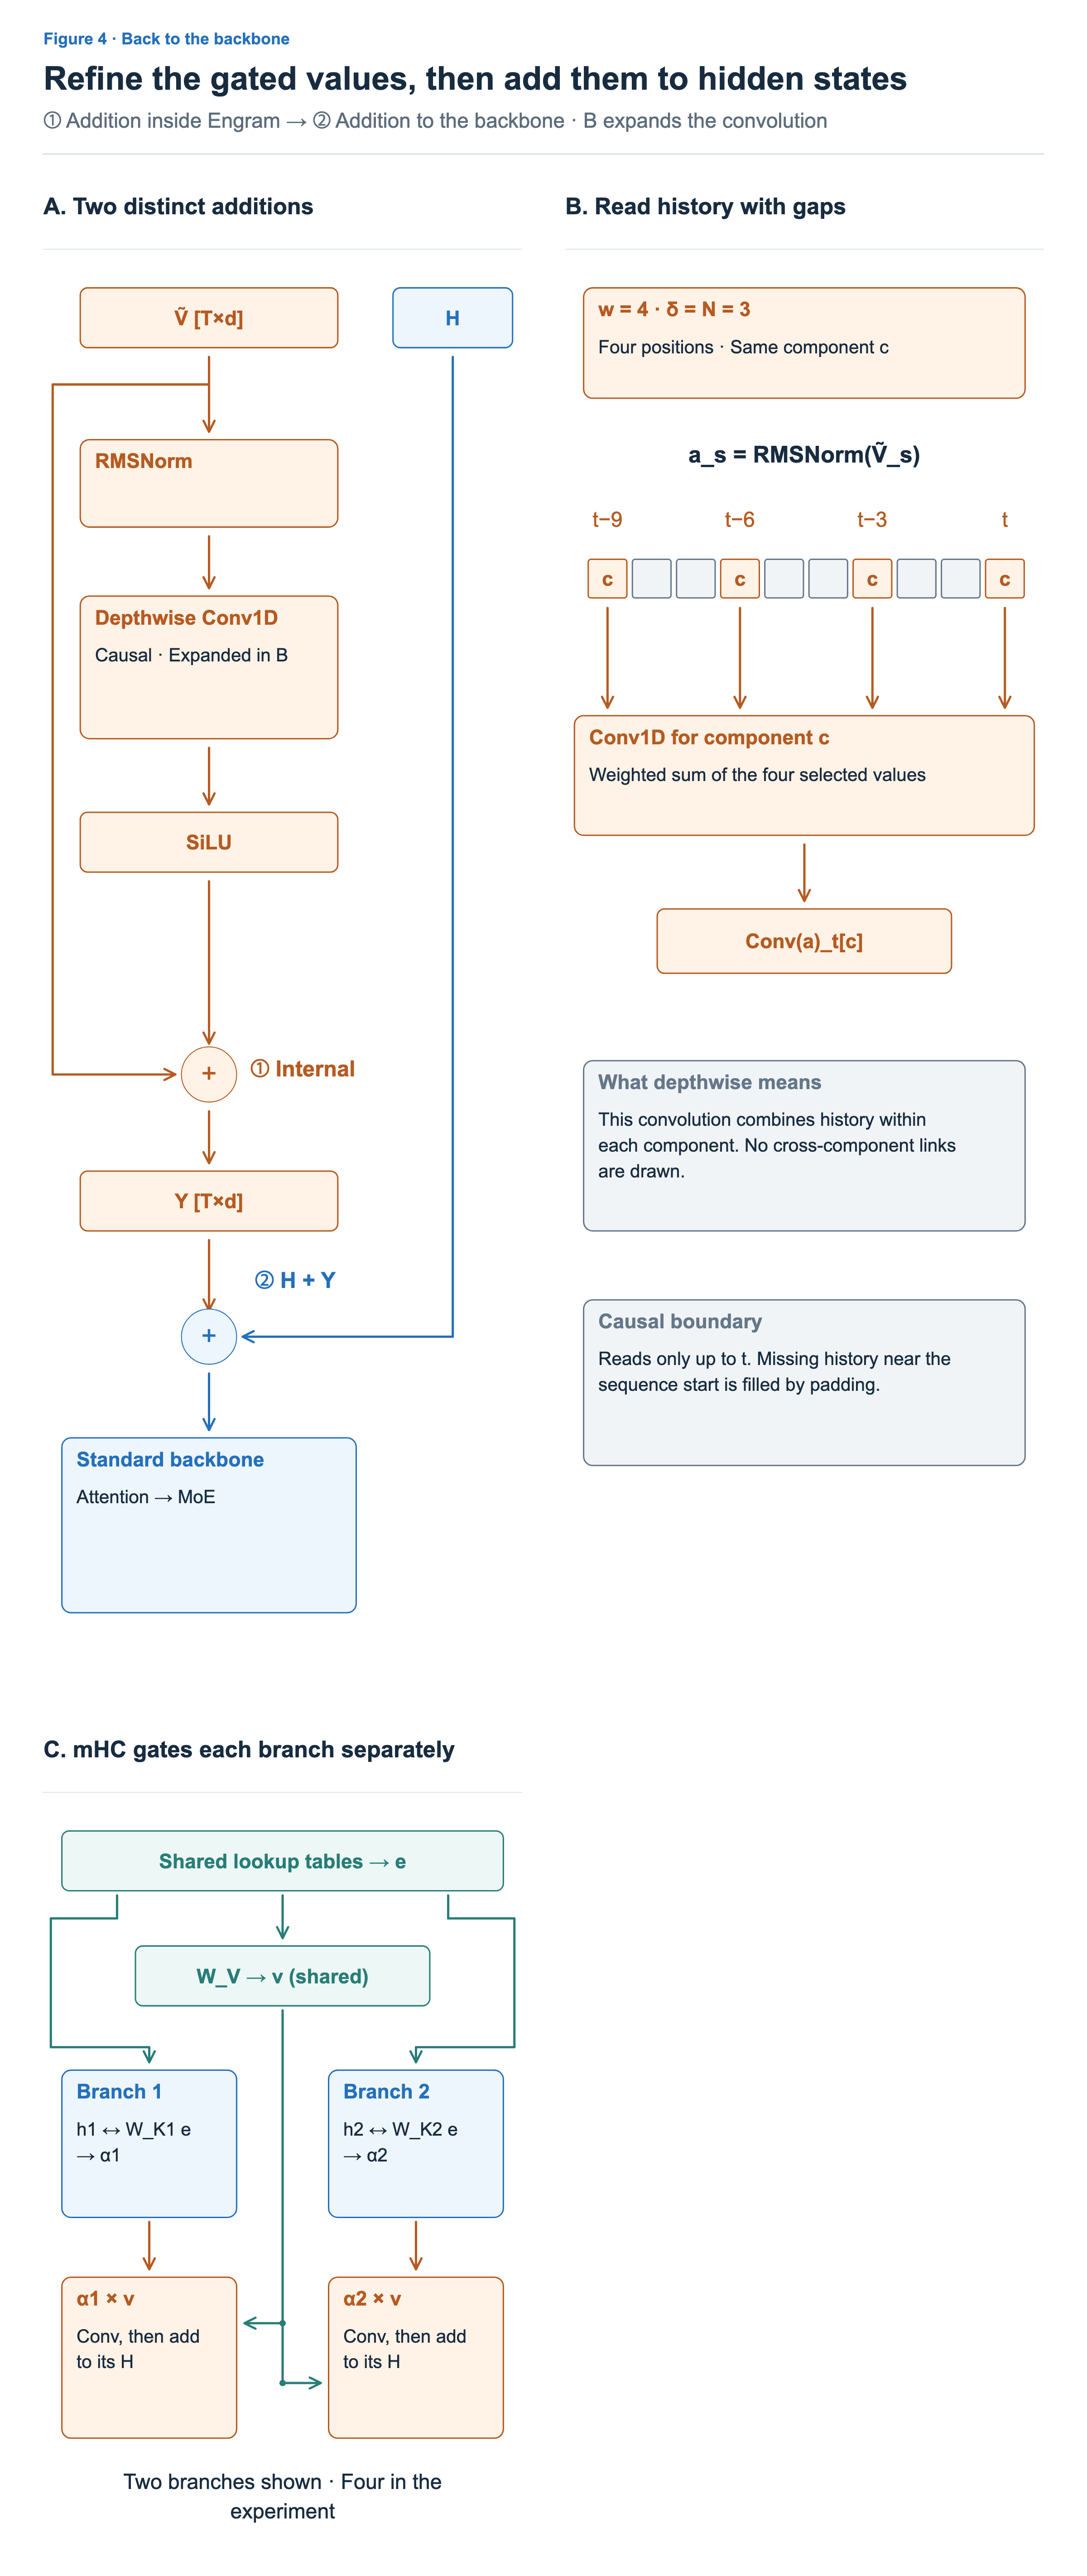 Figure 4 · Back to the backbone
Refine the gated values, then add them to hidden states
① Addition inside Engram → ② Addition to the backbone · B expands the convolution
A. Two distinct additions
Ṽ [T×d]
H
RMSNorm
Depthwise Conv1D
Causal · Expanded in B
SiLU
+
① Internal
Y [T×d]
② H + Y
+
Standard backbone
Attention → MoE
B. Read history with gaps
w = 4 · δ = N = 3
Four positions · Same component c
a_s = RMSNorm(Ṽ_s)
t−9 t−6 t−3 t
c c c c
Conv1D for component c
Weighted sum of the four selected values
Conv(a)_t[c]
What depthwise means
This convolution combines history within
each component. No cross-component links
are drawn.
Causal boundary
Reads only up to t. Missing history near the
sequence start is filled by padding.
C. mHC gates each branch separately
Shared lookup tables → e
W_V → v (shared)
Branch 1
h1 ↔ W_K1 e
→ α1
Branch 2
h2 ↔ W_K2 e
→ α2
α1 × v
Conv, then add
to its H
α2 × v
Conv, then add
to its H
Two branches shown · Four in the
experiment